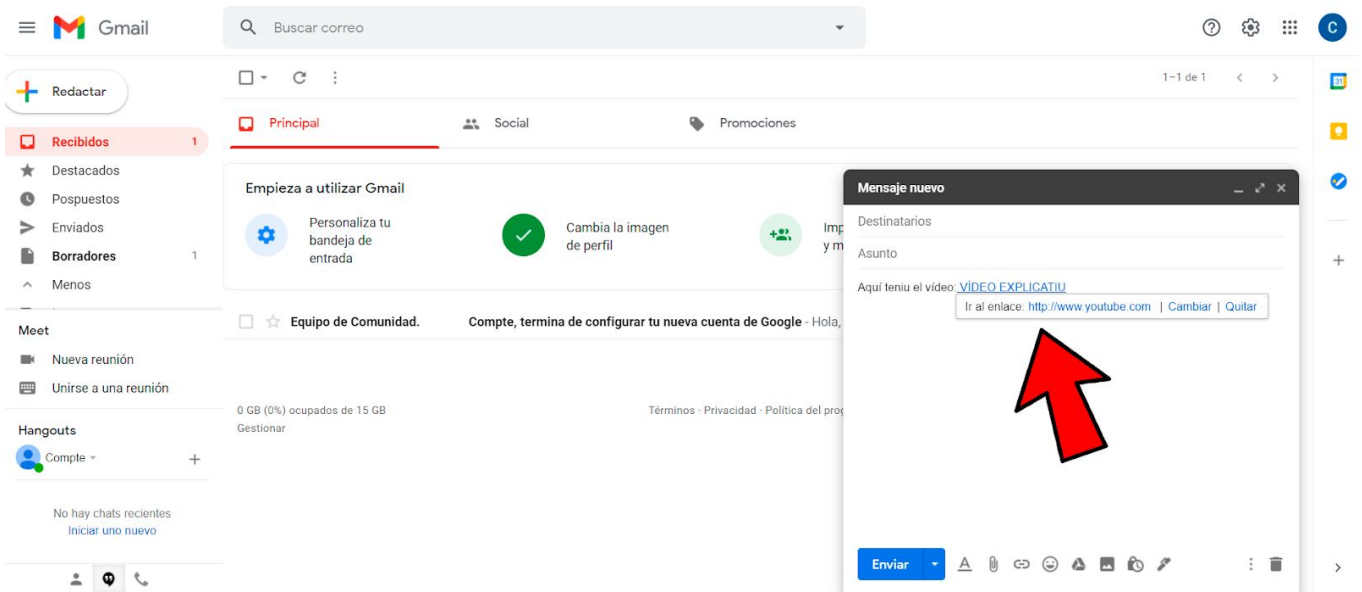 Gmail
Buscar correo
C
Redactar
1–1 de 1
31
Principal
Social
Promociones
Recibidos 1
Destacados
Pospuestos
Enviados
Borradores 1
Menos
Empieza a utilizar Gmail
Personaliza tu
bandeja de
entrada
Cambia la imagen
de perfil
Equipo de Comunidad. Compte, termina de configurar tu nueva cuenta de Google - Hola,
0 GB (0%) ocupados de 15 GB
Gestionar
Términos · Privacidad · Política del
Meet
Nueva reunión
Unirse a una reunión
Hangouts
Compte
No hay chats recientes
Iniciar uno nuevo
Mensaje nuevo
Destinatarios
Asunto
Aquí teniu el vídeo: VÍDEO EXPLICATIU
Ir al enlace: http://www.youtube.com | Cambiar | Quitar
Enviar